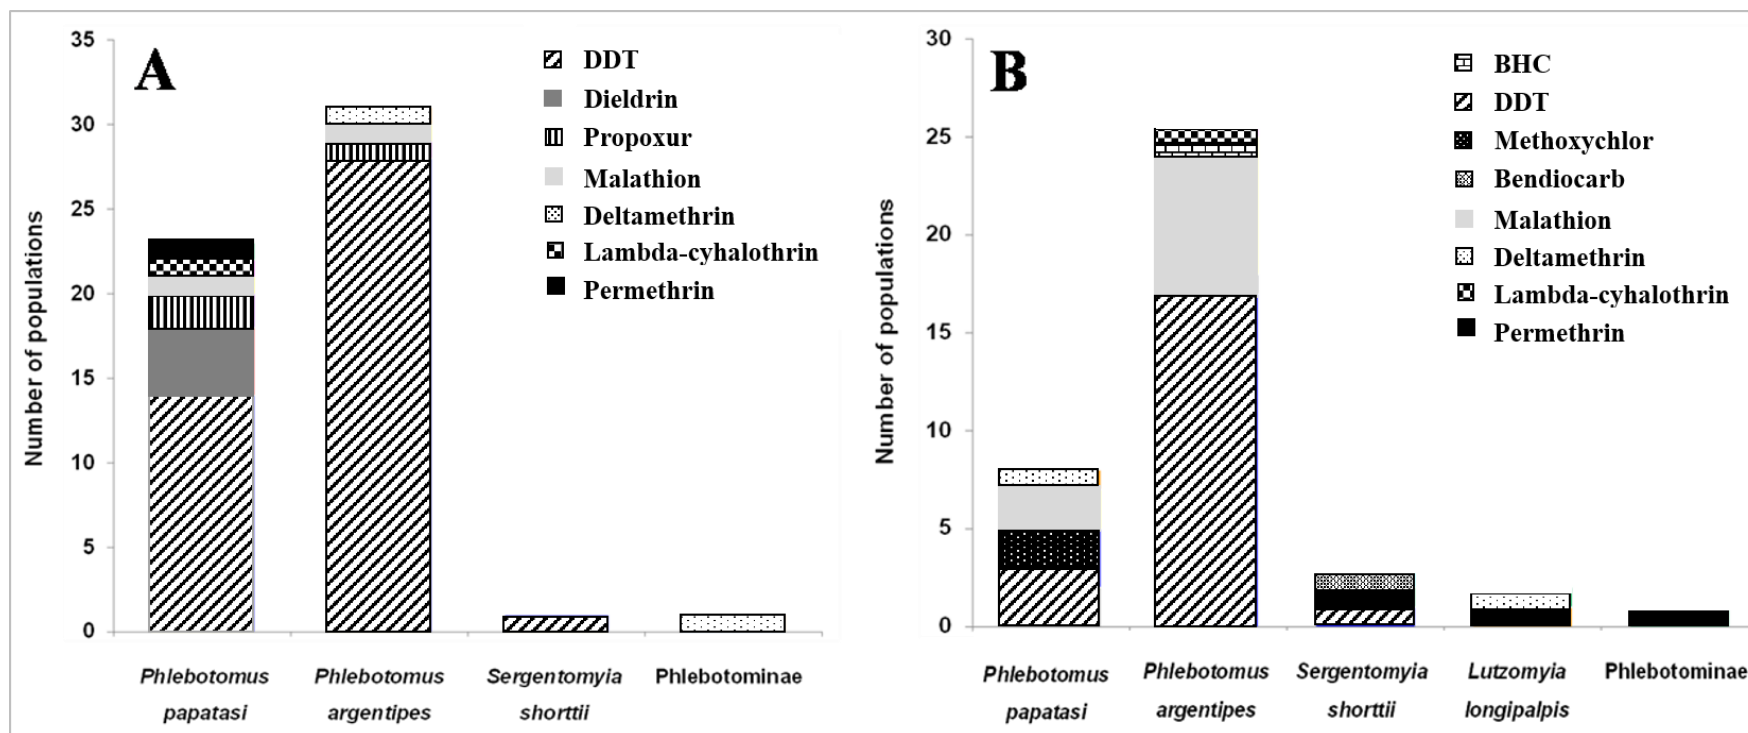 A
Number of populations
35
30
25
20
15
10
5
0
DDT
Dieldrin
Propoxur
Malathion
Deltamethrin
Lambda-cyhalothrin
Permethrin
Phlebotomus
papatasi
Phlebotomus
argentipes
Sergentomyia
shorttii
Phlebotominae
B
Number of populations
30
25
20
15
10
5
0
BHC
DDT
Methoxychlor
Bendiocarb
Malathion
Deltamethrin
Lambda-cyhalothrin
Permethrin
Phlebotomus
papatasi
Phlebotomus
argentipes
Sergentomyia
shorttii
Lutzomyia
longipalpis
Phlebotominae